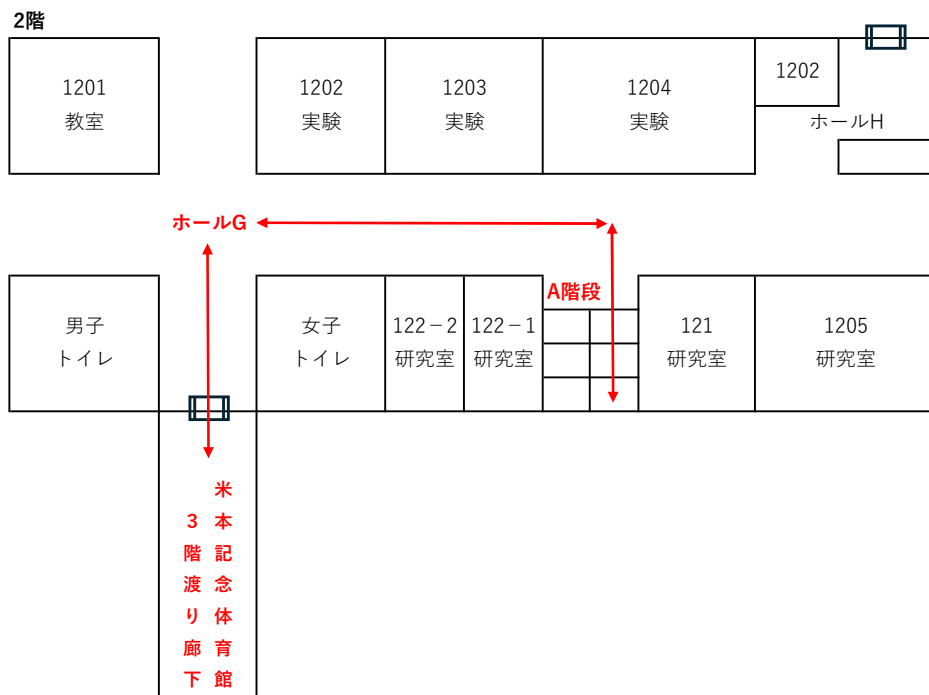 2階
1201
教室
1202
実験
1203
実験
1204
実験
1202
ホールH
ホールG
A階段
男子
トイレ
女子
トイレ
122－2
研究室
122－1
研究室
121
研究室
1205
研究室
米本記念体育館
3階渡り廊下